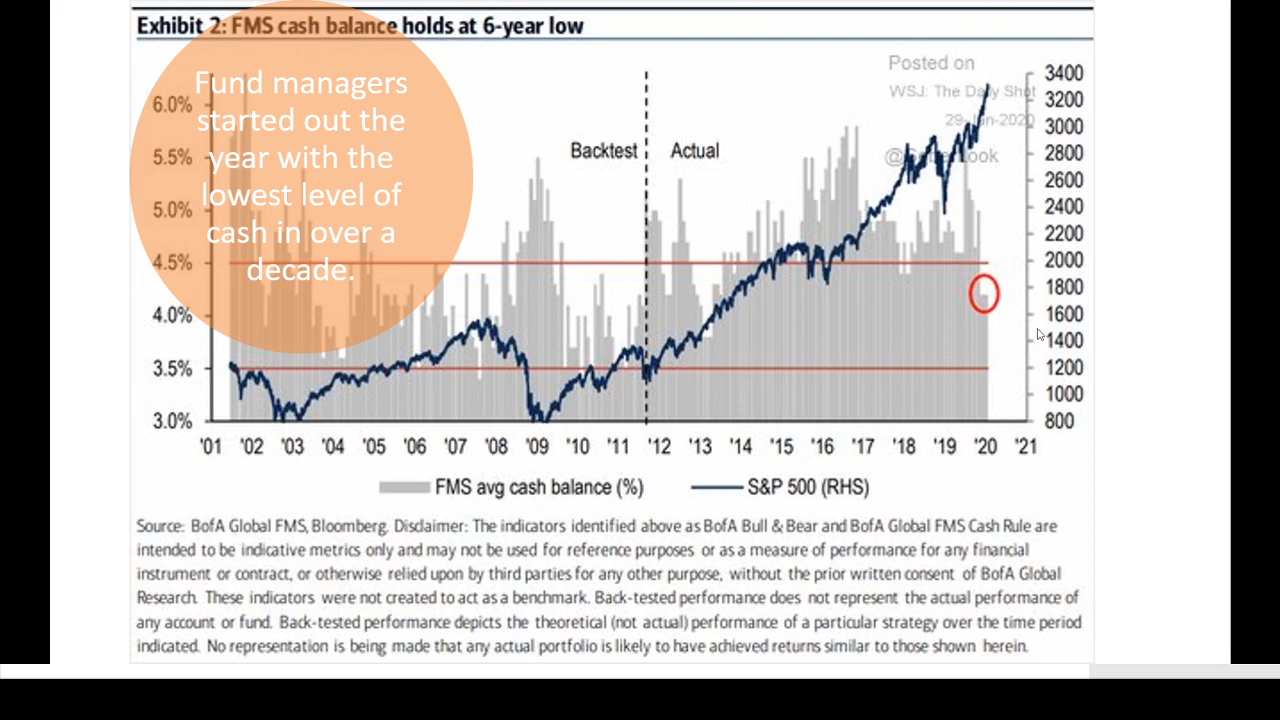 Exhibit 2: FMS cash balance holds at 6-year low
Fund managers
started out the
year with the
lowest level of
cash in over a
decade.
Posted on
WSJ: The Daily Shot
29-Jan-2020
@SoberLook
Backtest
Actual
6.0%
5.5%
5.0%
4.5%
4.0%
3.5%
3.0%
3400
3200
3000
2800
2600
2400
2200
2000
1800
1600
1400
1200
1000
800
'01 '02 '03 '04 '05 '06 '07 '08 '09 '10 '11 '12 '13 '14 '15 '16 '17 '18 '19 '20 '21
FMS avg cash balance (%)
S&P 500 (RHS)
Source: BofA Global FMS, Bloomberg. Disclaimer: The indicators identified above as BofA Bull & Bear and BofA Global FMS Cash Rule are
intended to be indicative metrics only and may not be used for reference purposes or as a measure of performance for any financial
instrument or contract, or otherwise relied upon by third parties for any other purpose, without the prior written consent of BofA Global
Research. These indicators were not created to act as a benchmark. Back-tested performance does not represent the actual performance of
any account or fund. Back-tested performance depicts the theoretical (not actual) performance of a particular strategy over the time period
indicated. No representation is being made that any actual portfolio is likely to have achieved returns similar to those shown herein.